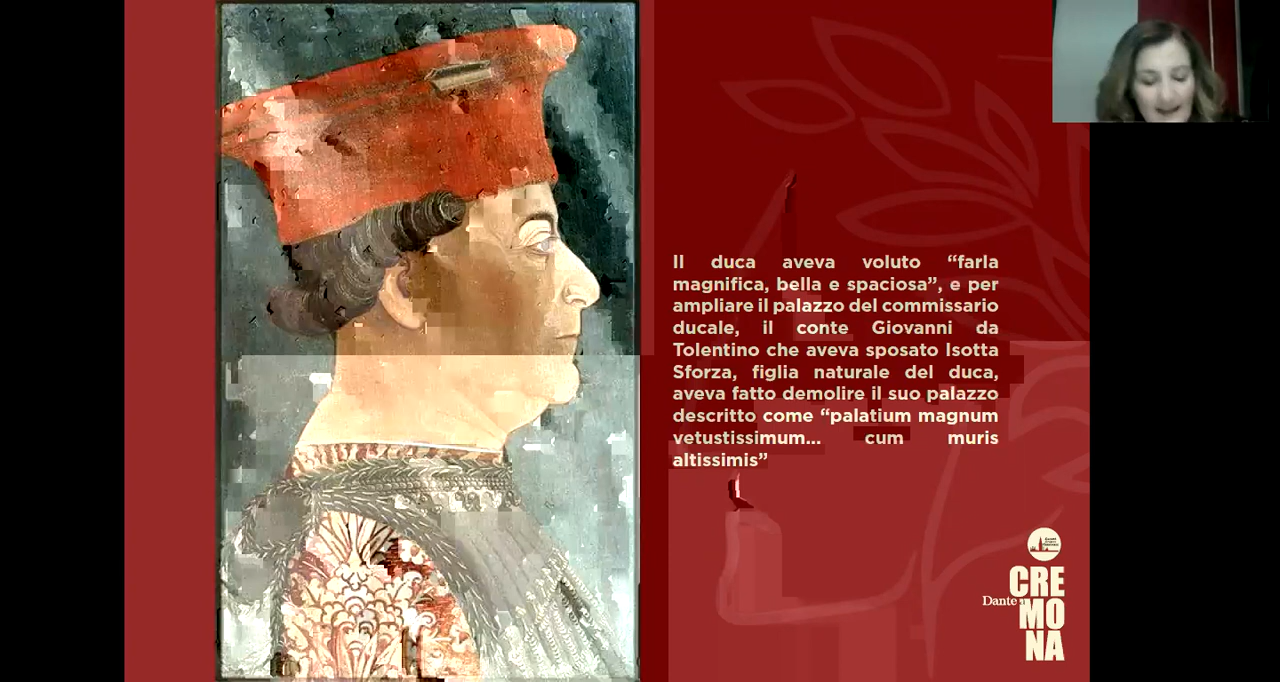 Il duca aveva voluto “farla
magnifica, bella e spaciosa”, e per
ampliare il palazzo del commissario
ducale, il conte Giovanni da
Tolentino che aveva sposato Isotta
Sforza, figlia naturale del duca,
aveva fatto demolire il suo palazzo
descritto come “palatium magnum
vetustissimum... cum muris
altissimis”
CRE
Dante
MO
NA